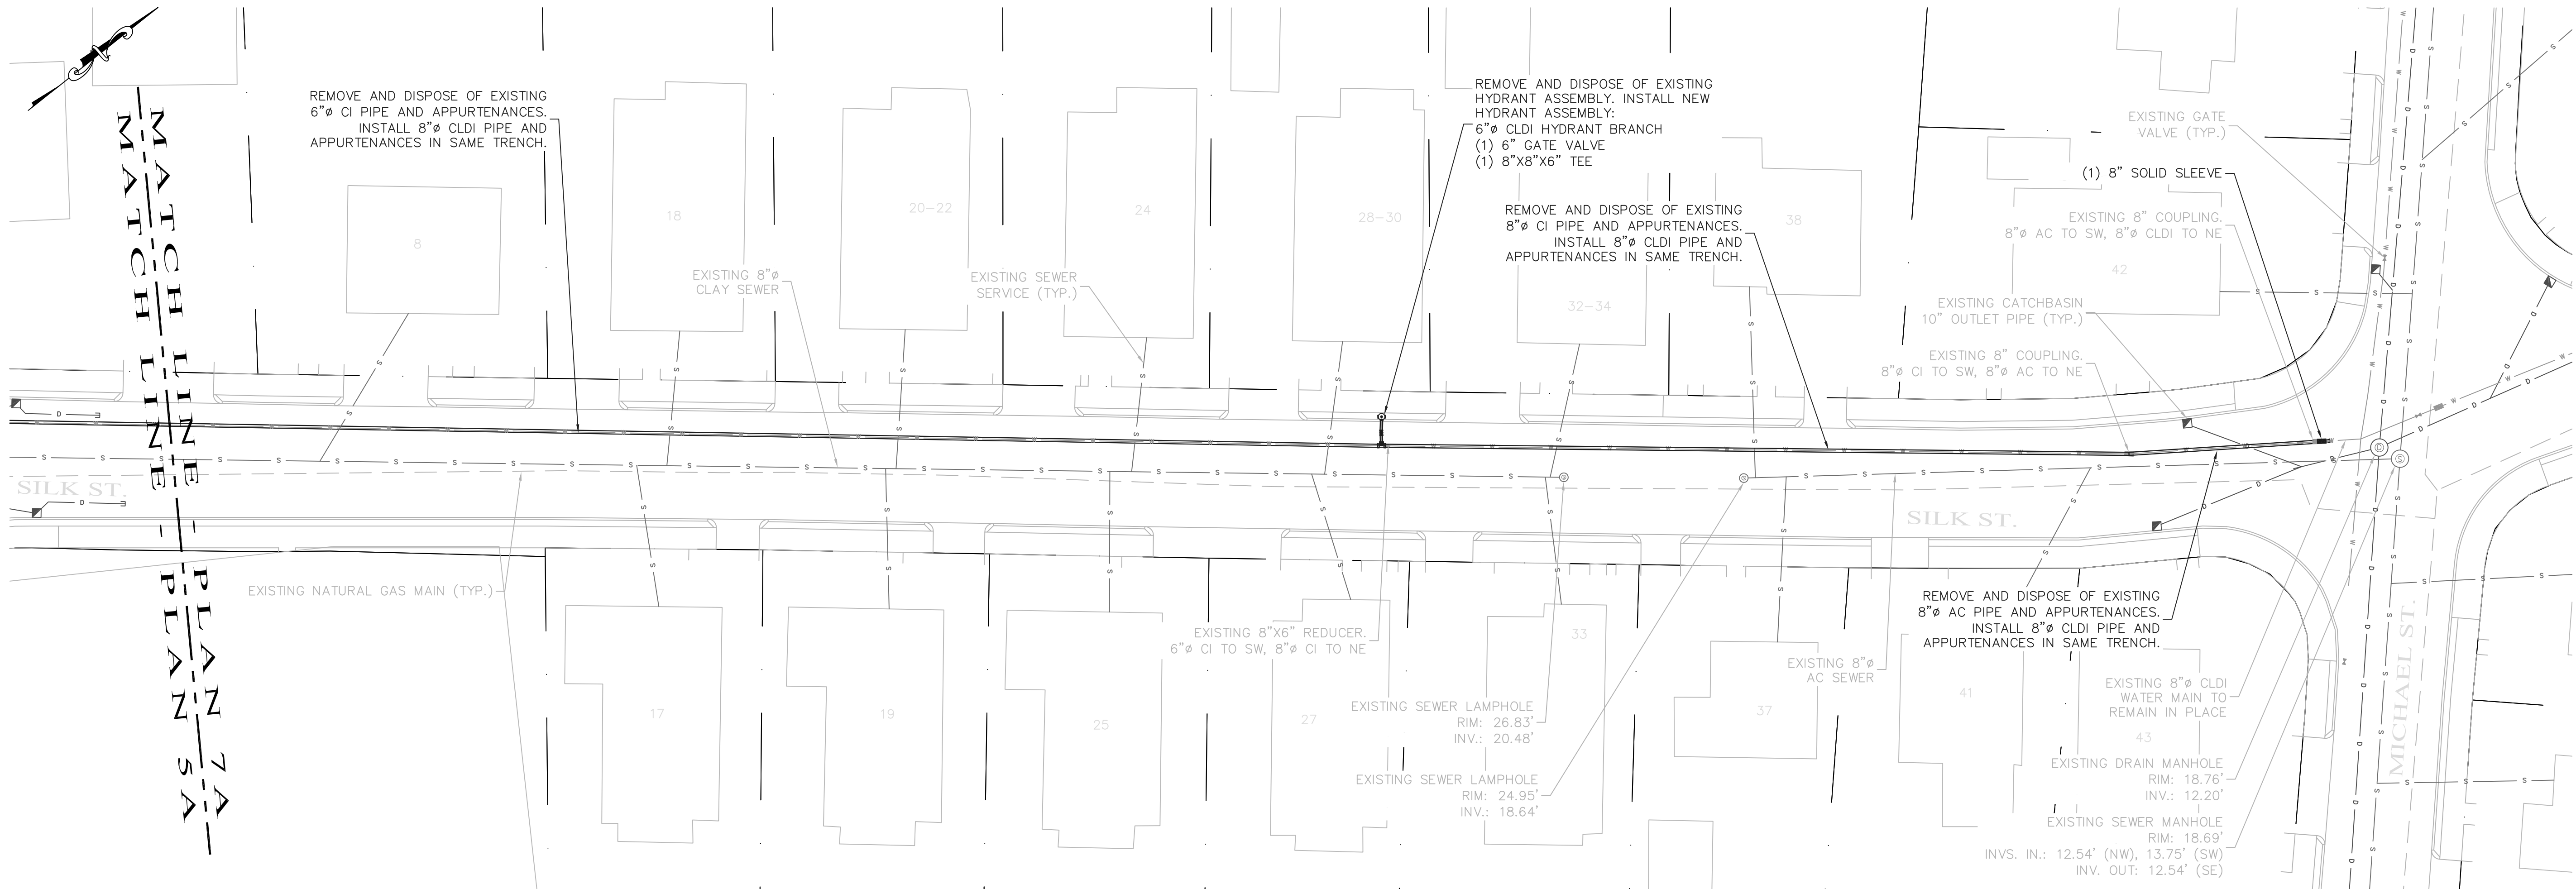 REMOVE AND DISPOSE OF EXISTING
6"ø CI PIPE AND APPURTENANCES.
INSTALL 8"ø CLDI PIPE AND
APPURTENANCES IN SAME TRENCH.
REMOVE AND DISPOSE OF EXISTING
HYDRANT ASSEMBLY. INSTALL NEW
HYDRANT ASSEMBLY:
6"ø CLDI HYDRANT BRANCH
(1) 6" GATE VALVE
(1) 8"X8"X6" TEE
EXISTING GATE
VALVE (TYP.)
(1) 8" SOLID SLEEVE
REMOVE AND DISPOSE OF EXISTING
8"ø CI PIPE AND APPURTENANCES.
INSTALL 8"ø CLDI PIPE AND
APPURTENANCES IN SAME TRENCH.
EXISTING 8" COUPLING.
8"ø AC TO SW, 8"ø CLDI TO NE
8
18
20-22
24
28-30
32-34
38
42
EXISTING 8"ø
CLAY SEWER
EXISTING SEWER
SERVICE (TYP.)
EXISTING CATCHBASIN
10" OUTLET PIPE (TYP.)
EXISTING 8" COUPLING.
8"ø CI TO SW, 8"ø AC TO NE
MATCH LINE - PLAN 7A
MATCH LINE - PLAN 5A
SILK ST.
SILK ST.
EXISTING NATURAL GAS MAIN (TYP.)
EXISTING 8"X6" REDUCER.
6"ø CI TO SW, 8"ø CI TO NE
REMOVE AND DISPOSE OF EXISTING
8"ø AC PIPE AND APPURTENANCES.
INSTALL 8"ø CLDI PIPE AND
APPURTENANCES IN SAME TRENCH.
EXISTING 8"ø
AC SEWER
17
19
25
27
33
37
41
43
EXISTING SEWER LAMPHOLE
RIM: 26.83'
INV.: 20.48'
EXISTING SEWER LAMPHOLE
RIM: 24.95'
INV.: 18.64'
EXISTING 8"ø CLDI
WATER MAIN TO
REMAIN IN PLACE
EXISTING DRAIN MANHOLE
RIM: 18.76'
INV.: 12.20'
EXISTING SEWER MANHOLE
RIM: 18.69'
INVS. IN.: 12.54' (NW), 13.75' (SW)
INV. OUT: 12.54' (SE)
MICHAEL ST.